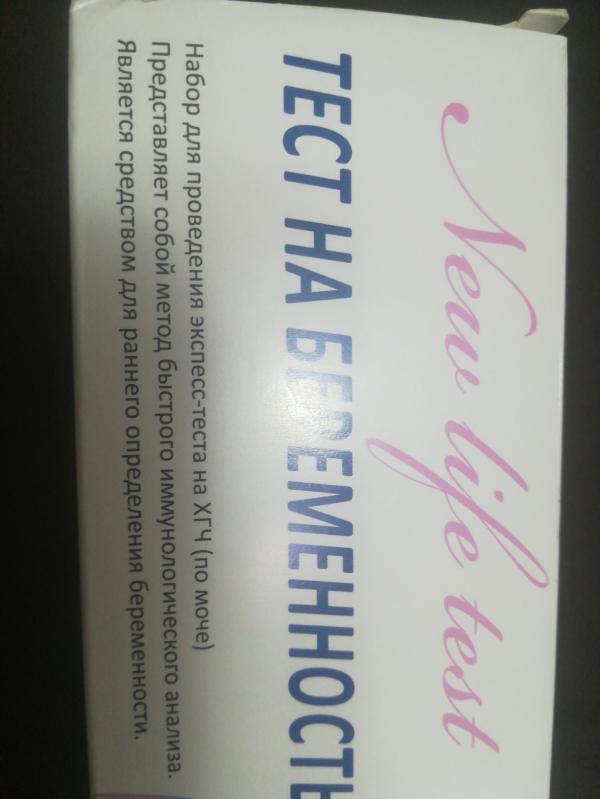 New life test
ТЕСТ НА БЕРЕМЕННОСТЬ
Набор для проведения экспесс-теста на ХГЧ (по моче)
Представляет собой метод быстрого иммунологического анализа.
Является средством для раннего определения беременности.